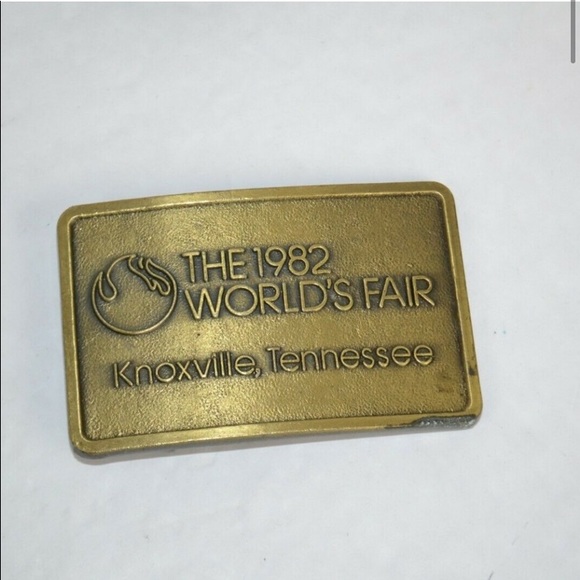 THE 1982
WORLD'S FAIR
Knoxville, Tennessee